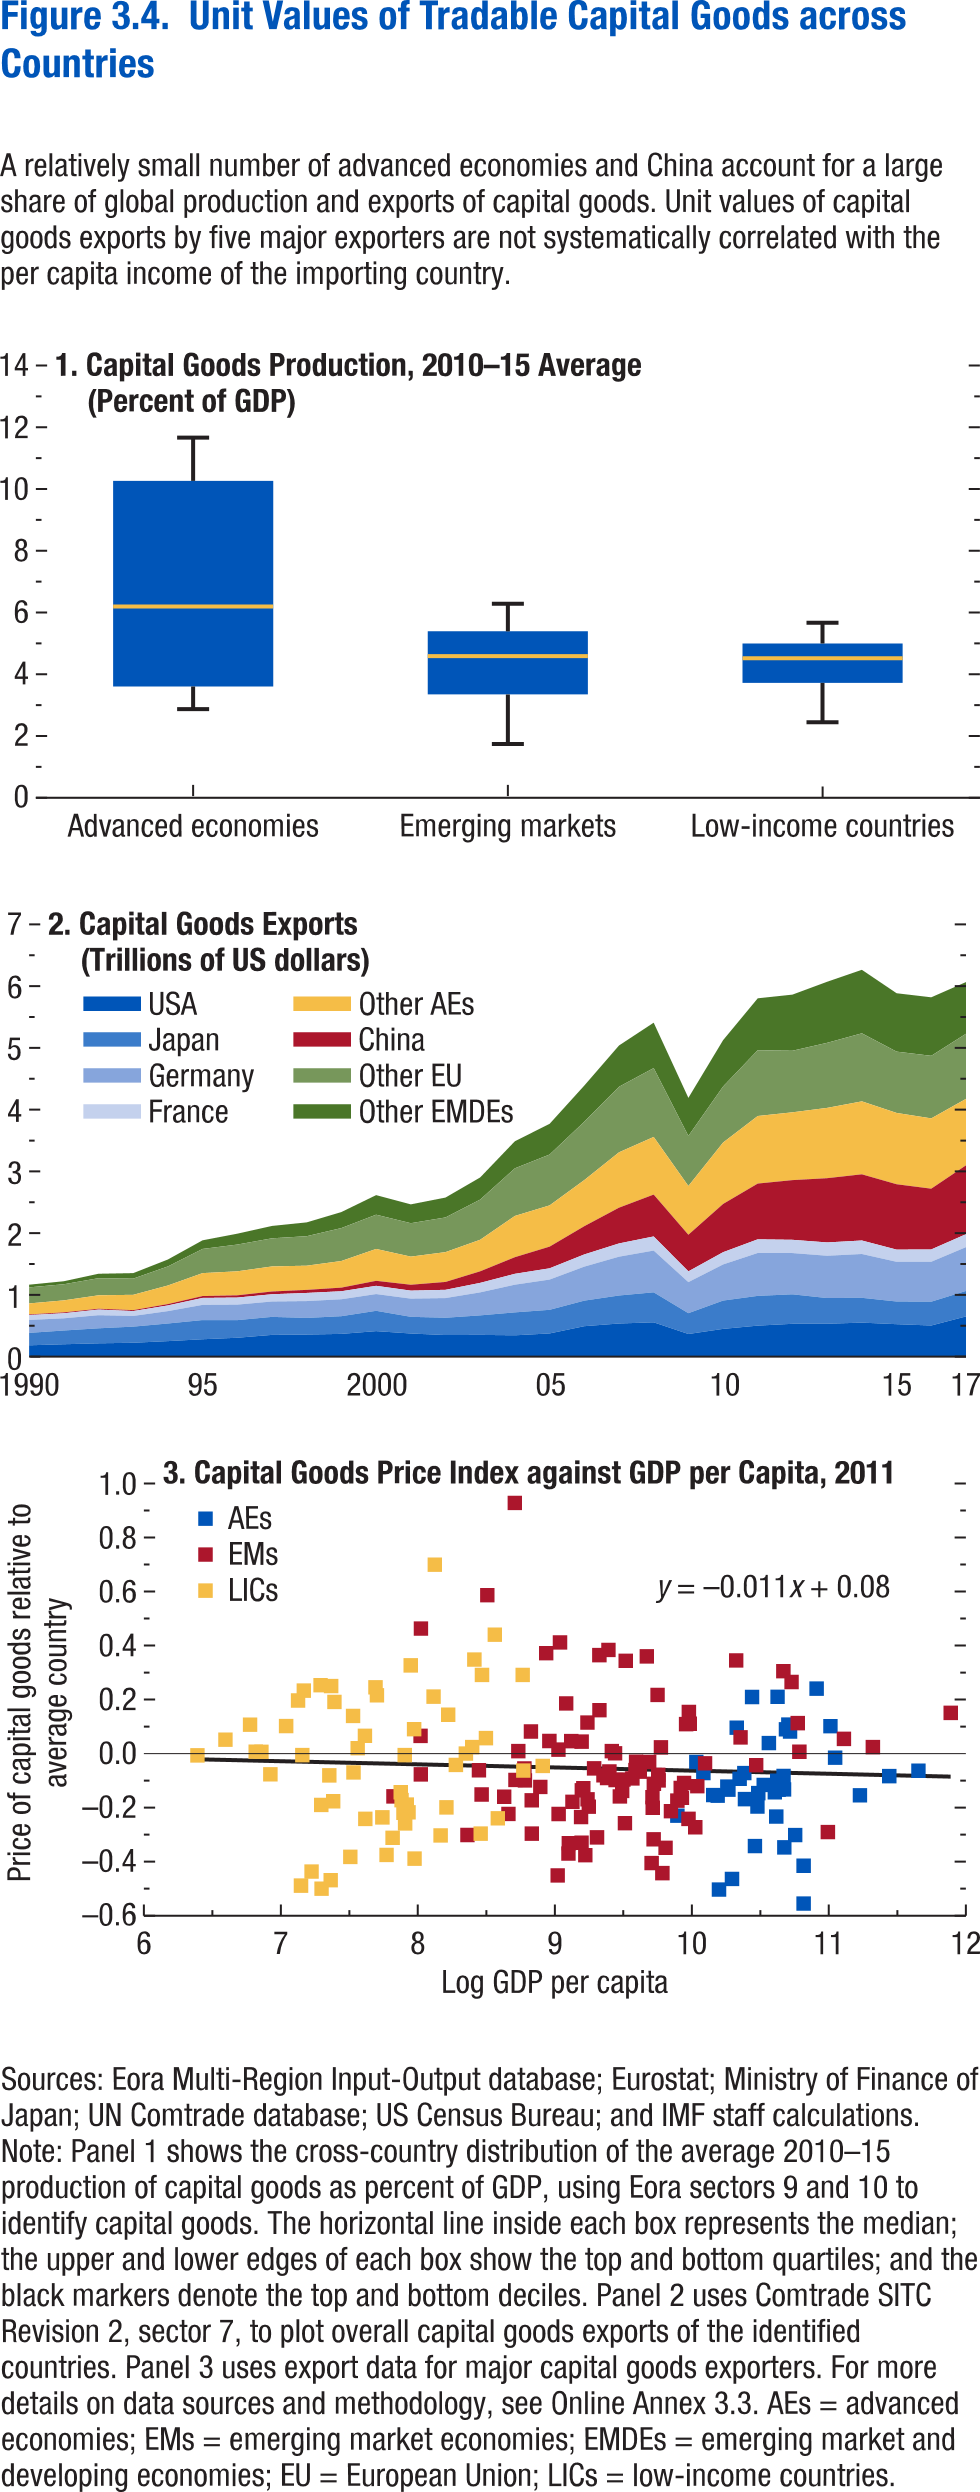 Figure 3.4.  Unit Values of Tradable Capital Goods across
Countries
A relatively small number of advanced economies and China account for a large
share of global production and exports of capital goods. Unit values of capital
goods exports by five major exporters are not systematically correlated with the
per capita income of the importing country.
14
1. Capital Goods Production, 2010–15 Average
(Percent of GDP)
12
10
8
6
4
2
0
Advanced economies
Emerging markets
Low-income countries
7
2. Capital Goods Exports
(Trillions of US dollars)
6
USA
Other AEs
Japan
China
5
Germany
Other EU
4
France
Other EMDEs
3
2
1
0
1990
95
2000
05
10
15
17
1.0
3. Capital Goods Price Index against GDP per Capita, 2011
AEs
EMs
LICs
y = –0.011x + 0.08
0.8
0.6
0.4
0.2
0.0
–0.2
–0.4
–0.6
Price of capital goods relative to
average country
6
7
8
9
10
11
12
Log GDP per capita
Sources: Eora Multi-Region Input-Output database; Eurostat; Ministry of Finance of
Japan; UN Comtrade database; US Census Bureau; and IMF staff calculations.
Note: Panel 1 shows the cross-country distribution of the average 2010–15
production of capital goods as percent of GDP, using Eora sectors 9 and 10 to
identify capital goods. The horizontal line inside each box represents the median;
the upper and lower edges of each box show the top and bottom quartiles; and the
black markers denote the top and bottom deciles. Panel 2 uses Comtrade SITC
Revision 2, sector 7, to plot overall capital goods exports of the identified
countries. Panel 3 uses export data for major capital goods exporters. For more
details on data sources and methodology, see Online Annex 3.3. AEs = advanced
economies; EMs = emerging market economies; EMDEs = emerging market and
developing economies; EU = European Union; LICs = low-income countries.